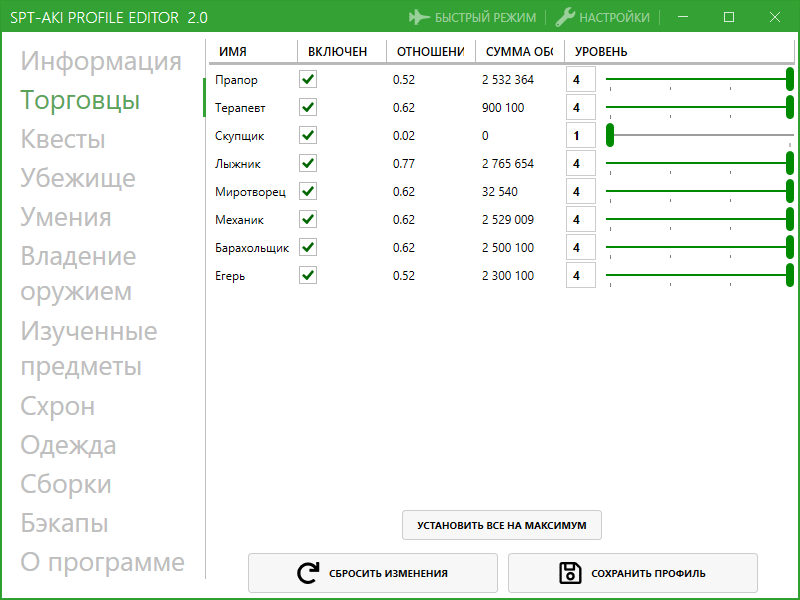 SPT-AKI PROFILE EDITOR 2.0
БЫСТРЫЙ РЕЖИМ
НАСТРОЙКИ
Информация
Торговцы
Квесты
Убежище
Умения
Владение
оружием
Изученные
предметы
Схрон
Одежда
Сборки
Бэкапы
О программе
ИМЯ ВКЛЮЧЕН ОТНОШЕНИ СУММА ОБС УРОВЕНЬ
Прапор 0.52 2 532 364 4
Терапевт 0.62 900 100 4
Скупщик 0.02 0 1
Лыжник 0.77 2 765 654 4
Миротворец 0.62 32 540 4
Механик 0.62 2 529 009 4
Барахольщик 0.62 2 500 100 4
Егерь 0.52 2 300 100 4
УСТАНОВИТЬ ВСЕ НА МАКСИМУМ
СБРОСИТЬ ИЗМЕНЕНИЯ
СОХРАНИТЬ ПРОФИЛЬ